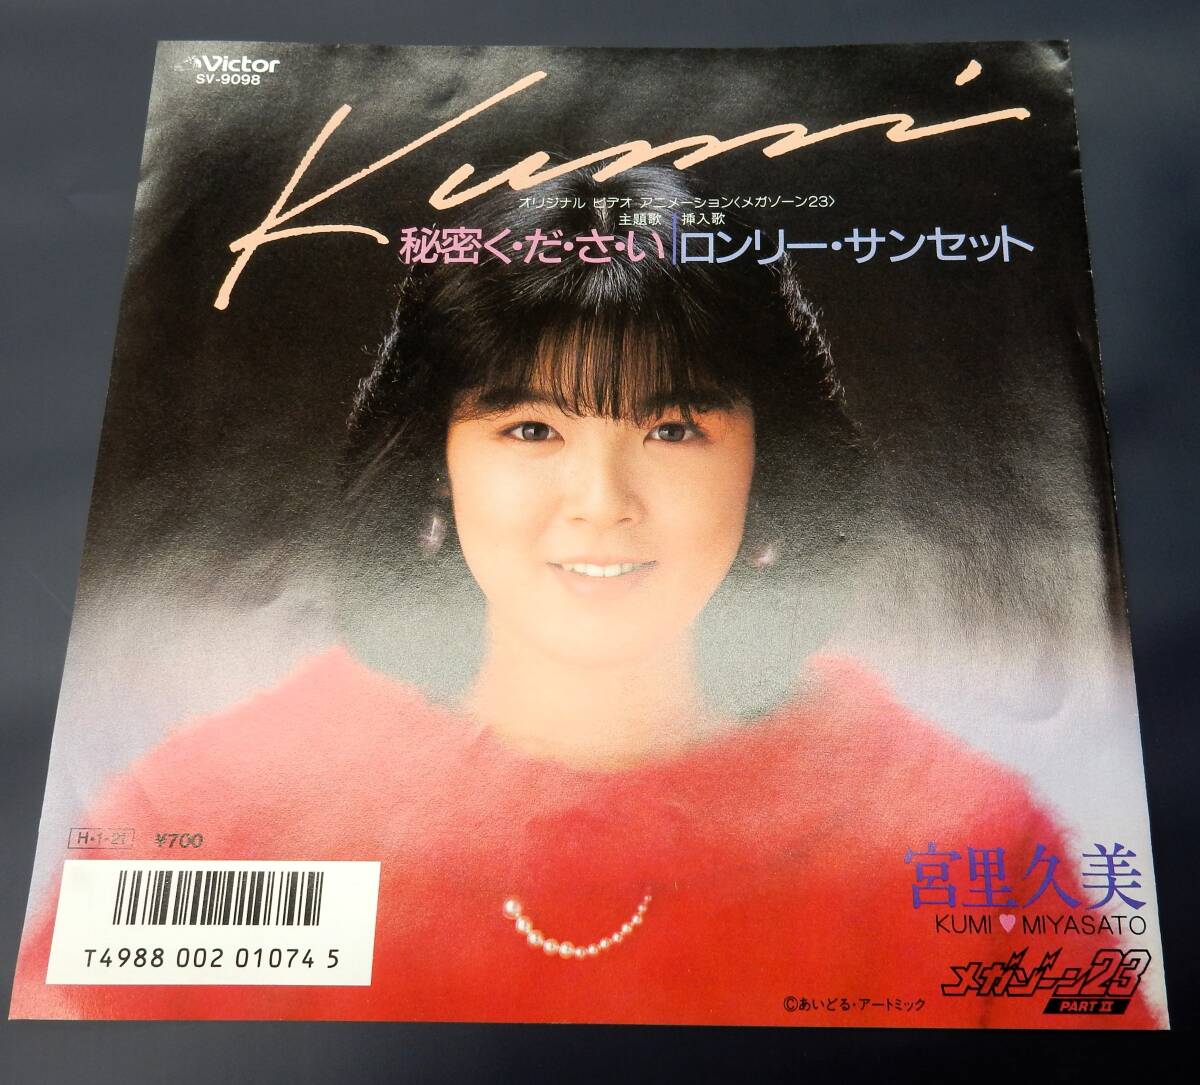 Victor
SV-9098
Kumi
オリジナル ビデオ アニメーション〈メガゾーン23〉
主題歌 挿入歌
秘密く・だ・さ・い ロンリー・サンセット
H・1-21 ¥700
T4988 002 01074 5
宮里久美
KUMI♥MIYASATO
メガゾーン23
PART II
©あいどる・アートミック